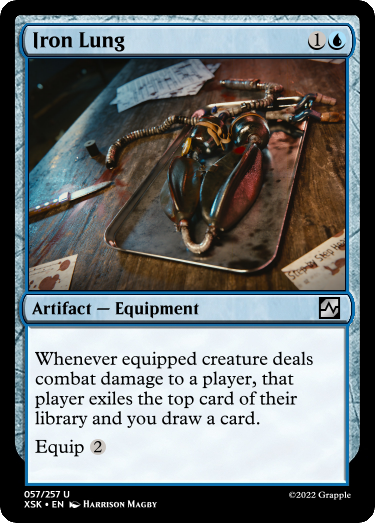 Iron Lung 1
Artifact — Equipment
Whenever equipped creature deals
combat damage to a player, that
player exiles the top card of their
library and you draw a card.
Equip 2
057/257 U
XSK • EN HARRISON MAGBY
©2022 Grapple